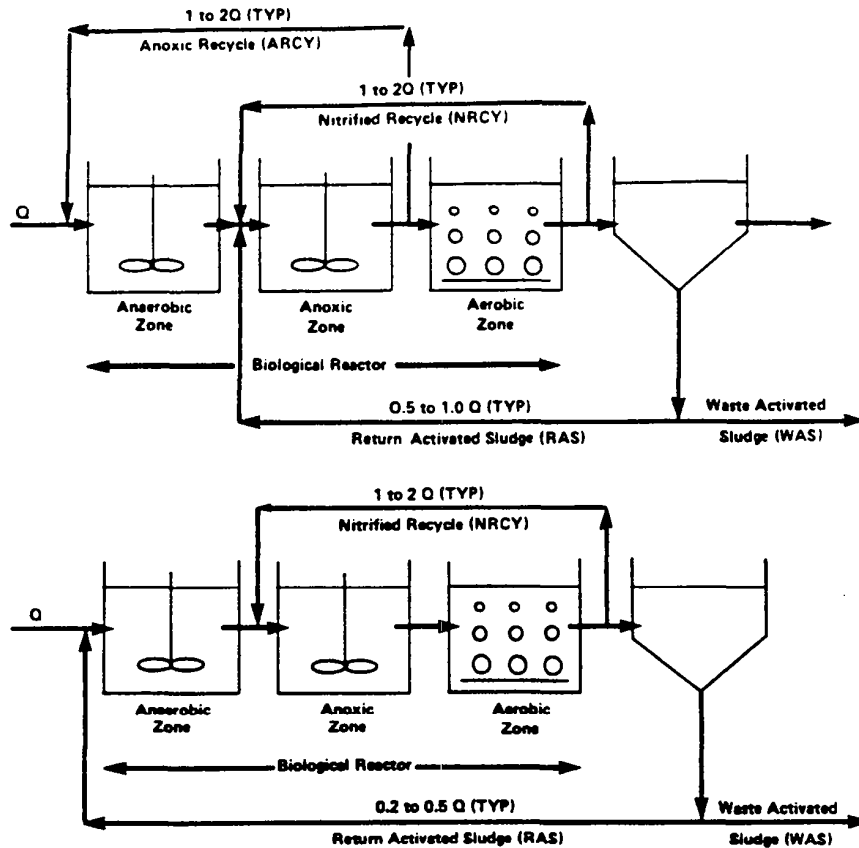 1 to 2Q (TYP)
Anoxic Recycle (ARCY)
1 to 2Q (TYP)
Nitrified Recycle (NRCY)
Q
Anaerobic
Zone
Anoxic
Zone
Aerobic
Zone
Biological Reactor
0.5 to 1.0 Q (TYP)
Waste Activated
Return Activated Sludge (RAS)
Sludge (WAS)
1 to 2 Q (TYP)
Nitrified Recycle (NRCY)
Q
Anaerobic
Zone
Anoxic
Zone
Aerobic
Zone
Biological Reactor
0.2 to 0.5 Q (TYP)
Waste Activated
Return Activated Sludge (RAS)
Sludge (WAS)